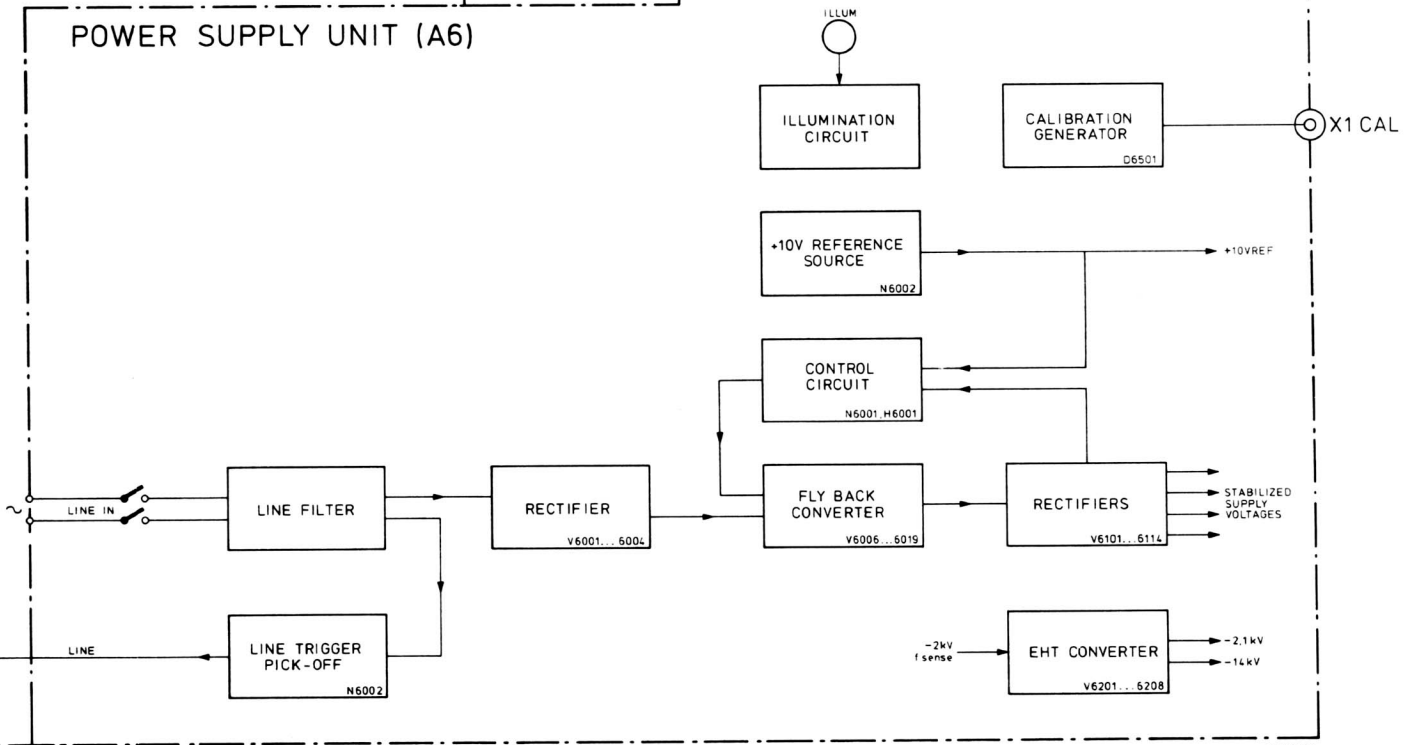 POWER SUPPLY UNIT (A6)
ILLUM
ILLUMINATION
CIRCUIT
CALIBRATION
GENERATOR
D6501
X1 CAL
+10V REFERENCE
SOURCE
N6002
+10VREF
CONTROL
CIRCUIT
N6001,H6001
~
LINE IN
LINE FILTER
RECTIFIER
V6001...6004
FLY BACK
CONVERTER
V6006...6019
RECTIFIERS
V6101...6114
STABILIZED
SUPPLY
VOLTAGES
LINE
LINE TRIGGER
PICK-OFF
N6002
-2kV
f sense
EHT CONVERTER
V6201...6208
-2,1kV
-14kV